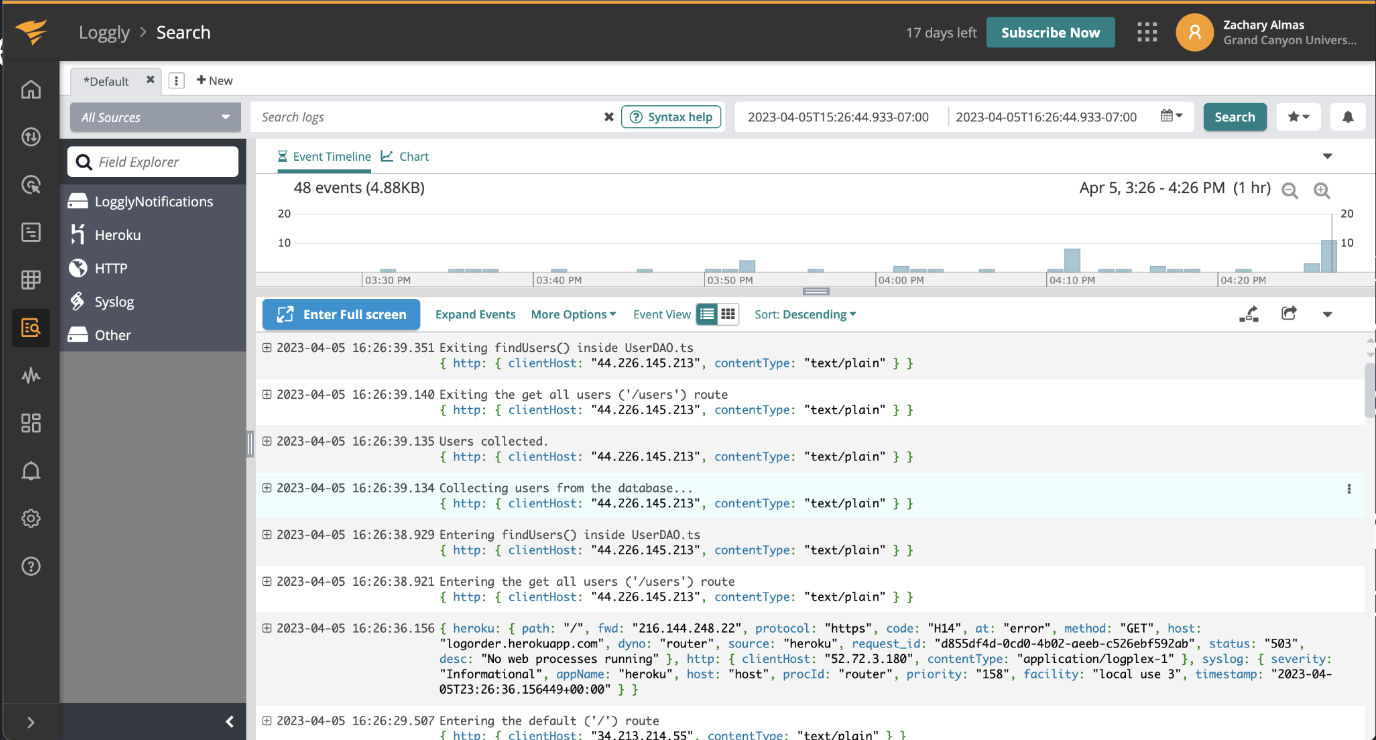 Loggly > Search
17 days left
Subscribe Now
Zachary Almas
Grand Canyon Univers...
*Default
+ New
All Sources
Search logs
Syntax help
2023-04-05T15:26:44.933-07:00
2023-04-05T16:26:44.933-07:00
Search
Field Explorer
LogglyNotifications
Heroku
HTTP
Syslog
Other
Event Timeline
Chart
48 events (4.88KB)
Apr 5, 3:26 - 4:26 PM (1 hr)
20
20
10
10
03:30 PM
03:40 PM
03:50 PM
04:00 PM
04:10 PM
04:20 PM
Enter Full screen
Expand Events
More Options
Event View
Sort: Descending
2023-04-05 16:26:39.351 Exiting findUsers() inside UserDAO.ts
{ http: { clientHost: "44.226.145.213", contentType: "text/plain" } }
2023-04-05 16:26:39.140 Exiting the get all users ('/users') route
{ http: { clientHost: "44.226.145.213", contentType: "text/plain" } }
2023-04-05 16:26:39.135 Users collected.
{ http: { clientHost: "44.226.145.213", contentType: "text/plain" } }
2023-04-05 16:26:39.134 Collecting users from the database...
{ http: { clientHost: "44.226.145.213", contentType: "text/plain" } }
2023-04-05 16:26:38.929 Entering findUsers() inside UserDAO.ts
{ http: { clientHost: "44.226.145.213", contentType: "text/plain" } }
2023-04-05 16:26:38.921 Entering the get all users ('/users') route
{ http: { clientHost: "44.226.145.213", contentType: "text/plain" } }
2023-04-05 16:26:36.156 { heroku: { path: "/", fwd: "216.144.248.22", protocol: "https", code: "H14", at: "error", method: "GET", host:
"logorder.herokuapp.com", dyno: "router", source: "heroku", request_id: "d855df4d-0cd0-4b02-aeeb-c526ebf592ab", status: "503",
desc: "No web processes running" }, http: { clientHost: "52.72.3.180", contentType: "application/logplex-1" }, syslog: { severity:
"Informational", appName: "heroku", host: "host", procId: "router", priority: "158", facility: "local use 3", timestamp: "2023-04-
05T23:26:36.156449+00:00" } }
2023-04-05 16:26:29.507 Entering the default ('/') route
{ http: { clientHost: "34.213.214.55", contentType: "text/plain" } }